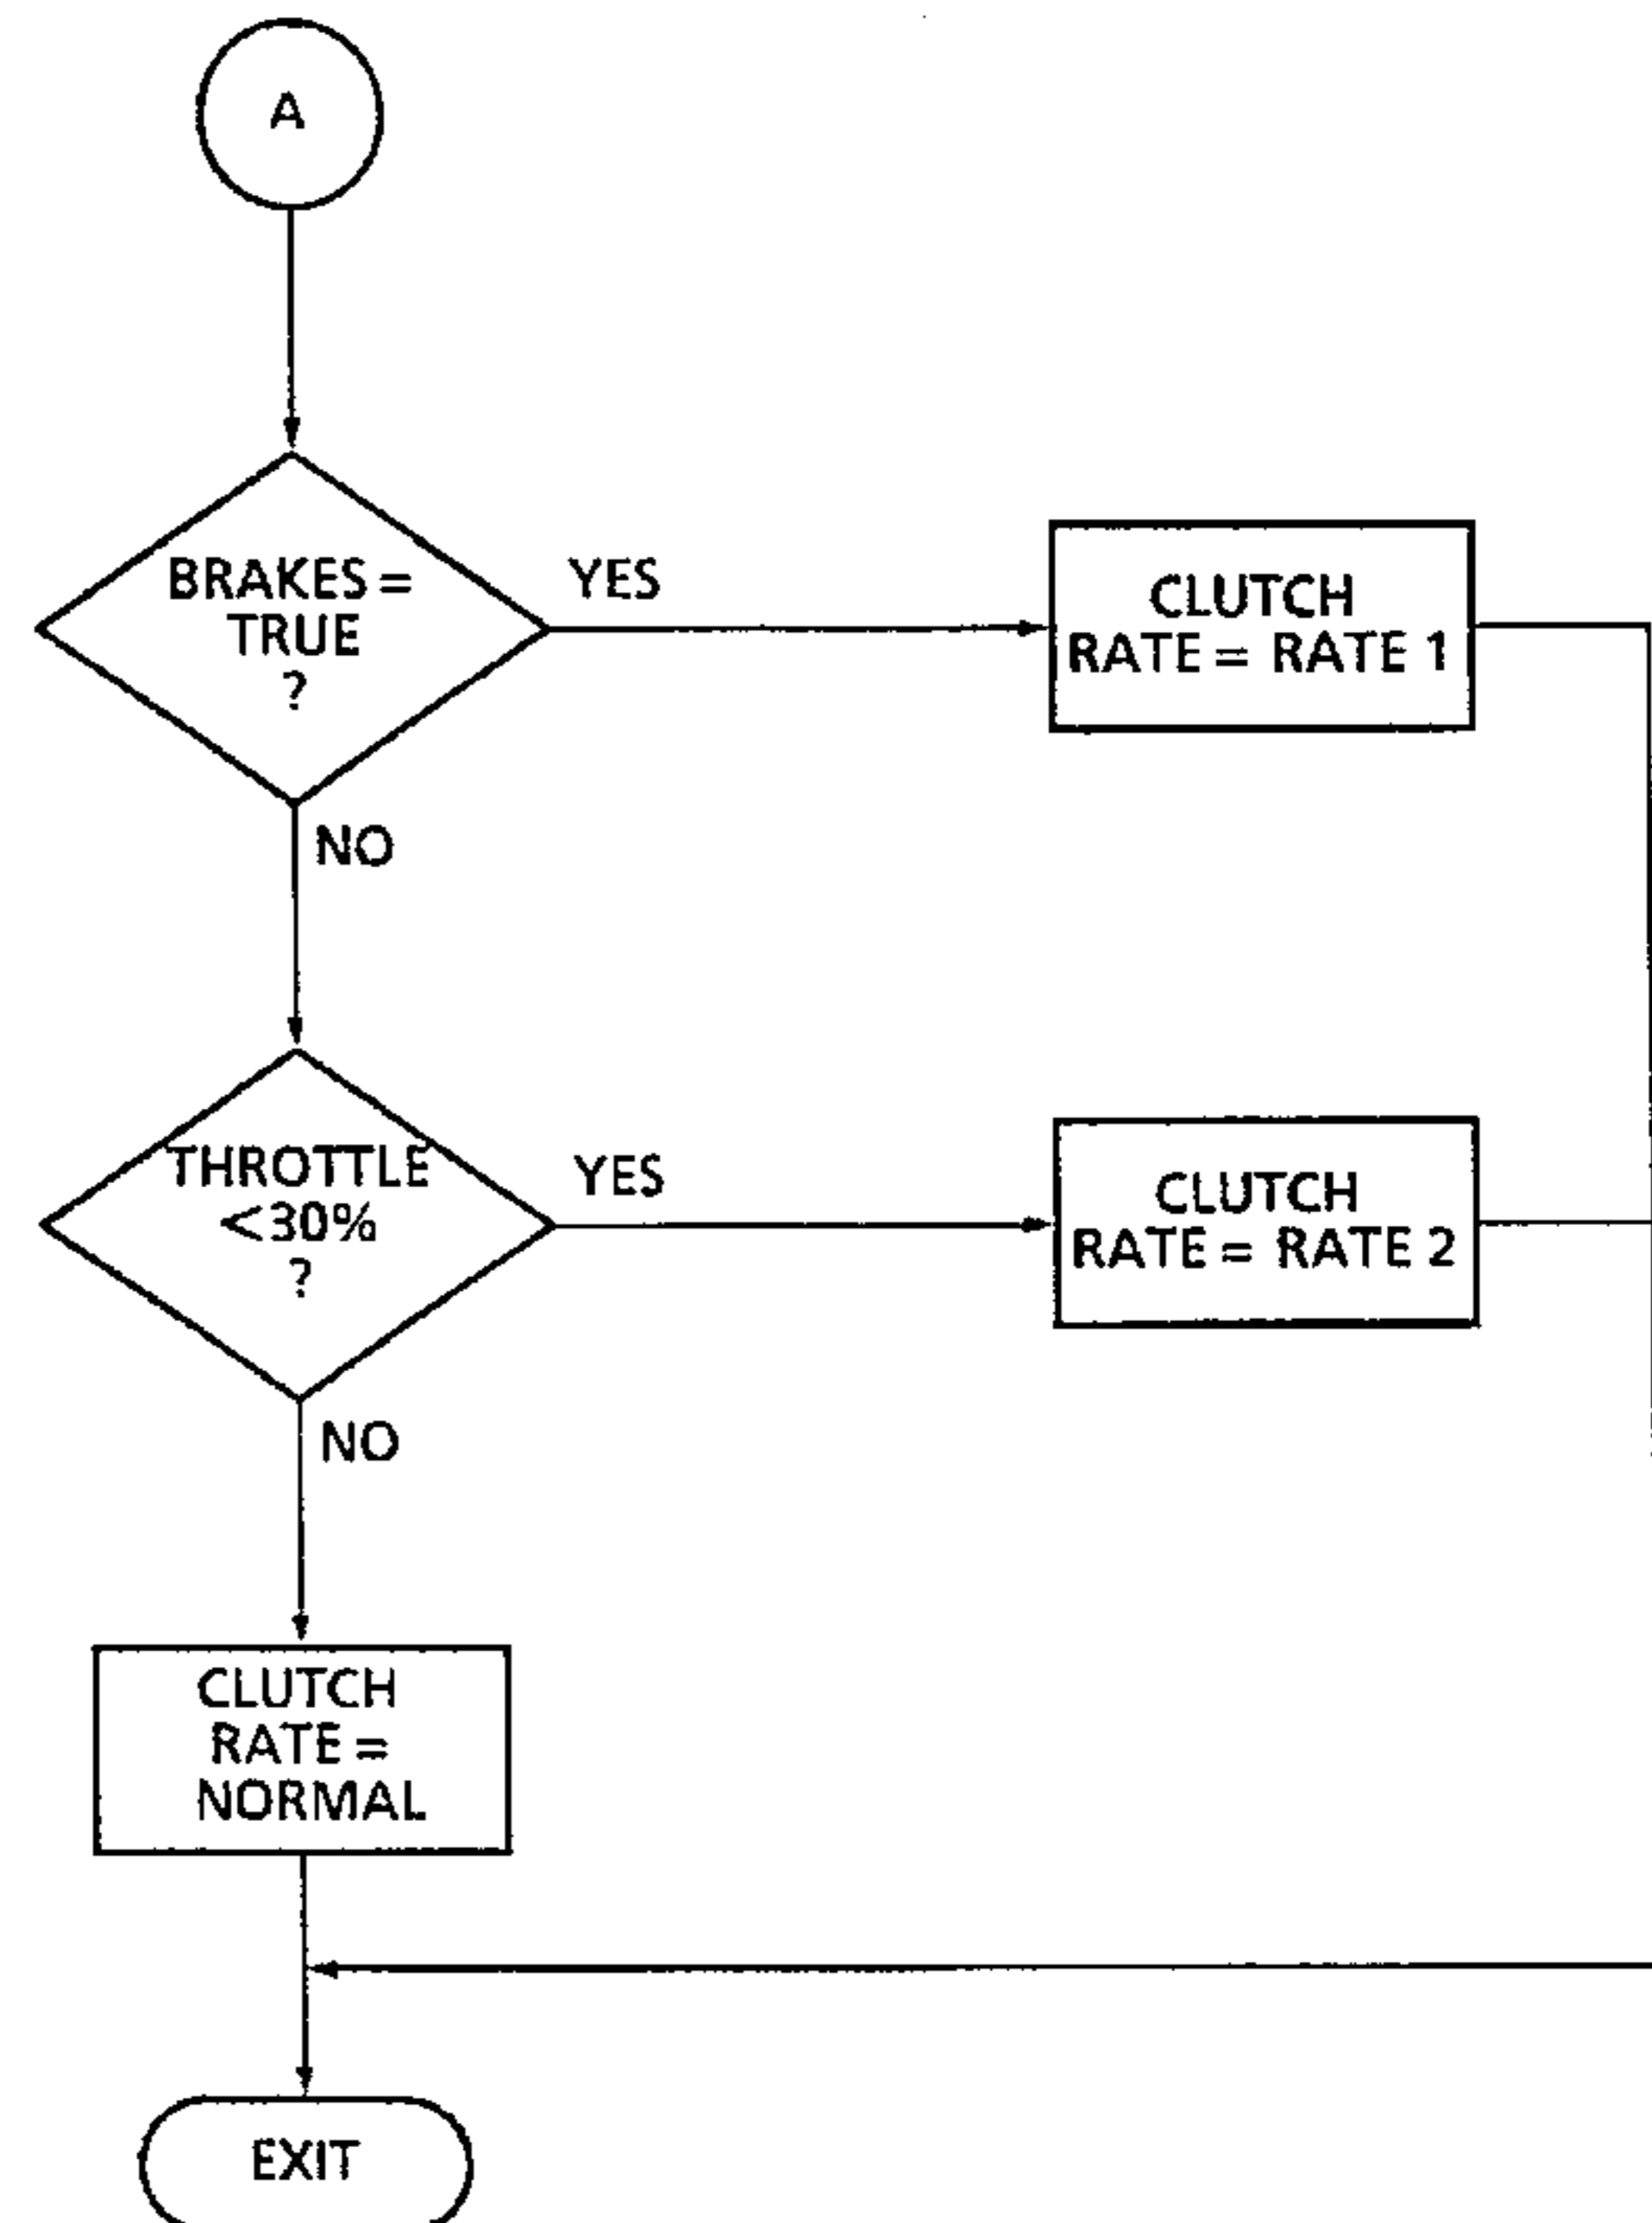 A
BRAKES =
TRUE
?
YES
CLUTCH
RATE = RATE 1
NO
THROTTLE
<30%
?
YES
CLUTCH
RATE = RATE 2
NO
CLUTCH
RATE =
NORMAL
EXIT